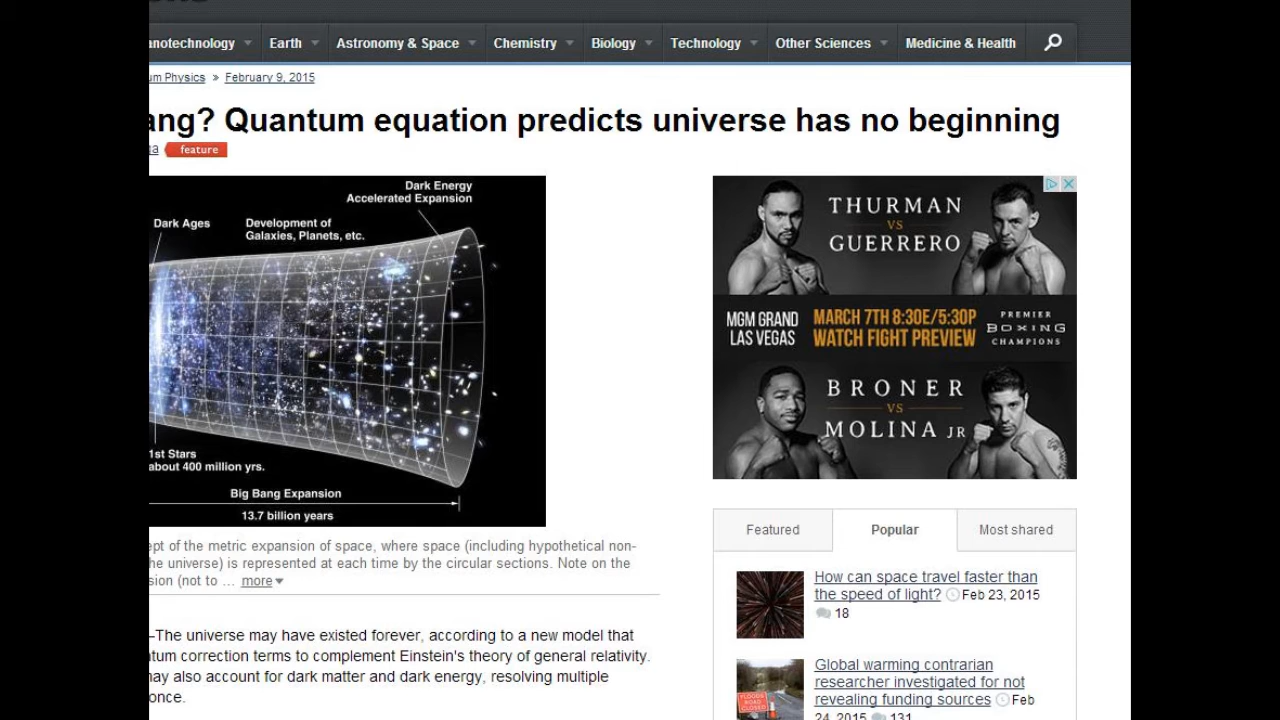 anotechnology
Earth
Astronomy & Space
Chemistry
Biology
Technology
Other Sciences
Medicine & Health
um Physics » February 9, 2015
ang? Quantum equation predicts universe has no beginning
ga feature
Dark Energy
Accelerated Expansion
Dark Ages
Development of
Galaxies, Planets, etc.
1st Stars
about 400 million yrs.
Big Bang Expansion
13.7 billion years
ept of the metric expansion of space, where space (including hypothetical non-
he universe) is represented at each time by the circular sections. Note on the
sion (not to … more
–The universe may have existed forever, according to a new model that
ntum correction terms to complement Einstein's theory of general relativity.
may also account for dark matter and dark energy, resolving multiple
once.
THURMAN
VS
GUERRERO
MGM GRAND
LAS VEGAS
MARCH 7TH 8:30E/5:30P
WATCH FIGHT PREVIEW
PREMIER
BOXING
CHAMPIONS
BRONER
VS
MOLINA JR
Featured
Popular
Most shared
How can space travel faster than
the speed of light? Feb 23, 2015
18
Global warming contrarian
researcher investigated for not
revealing funding sources Feb
24, 2015 131
FLOODS
ROAD
CLOSED